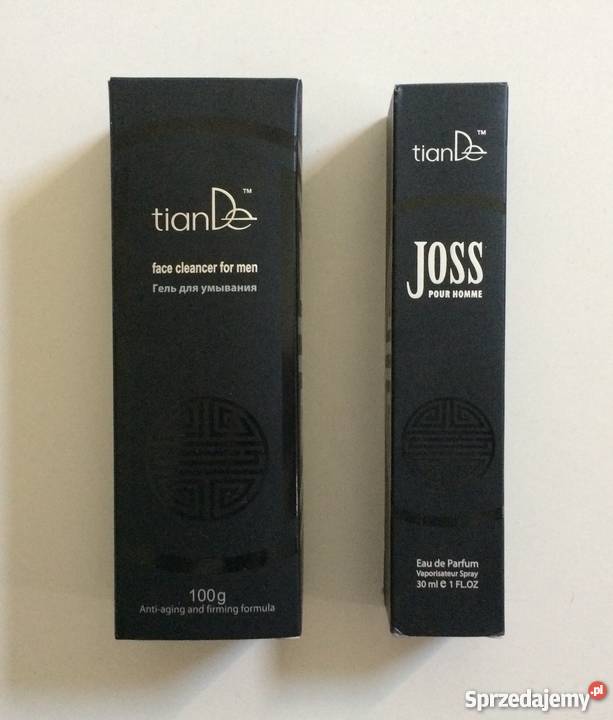 tianDe™
face cleancer for men
Гель для умывания
100g
Anti-aging and firming formula
tianDe™
JOSS
POUR HOMME
Eau de Parfum
Vaporisateur Spray
30 ml ℮ 1 FL.OZ
Sprzedajemy.pl